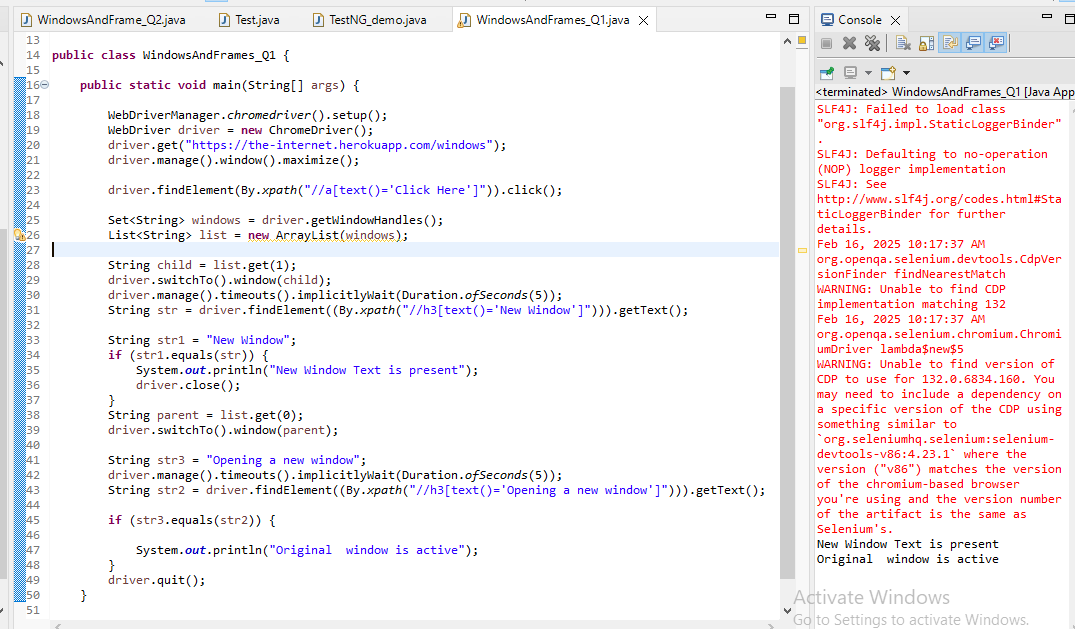 WindowsAndFrame_Q2.java
Test.java
TestNG_demo.java
WindowsAndFrames_Q1.java
13
14 public class WindowsAndFrames_Q1 {
15
16 public static void main(String[] args) {
17
18 WebDriverManager.chromedriver().setup();
19 WebDriver driver = new ChromeDriver();
20 driver.get("https://the-internet.herokuapp.com/windows");
21 driver.manage().window().maximize();
22
23 driver.findElement(By.xpath("//a[text()='Click Here']")).click();
24
25 Set<String> windows = driver.getWindowHandles();
26 List<String> list = new ArrayList(windows);
27
28 String child = list.get(1);
29 driver.switchTo().window(child);
30 driver.manage().timeouts().implicitlyWait(Duration.ofSeconds(5));
31 String str = driver.findElement((By.xpath("//h3[text()='New Window']"))).getText();
32
33 String str1 = "New Window";
34 if (str1.equals(str)) {
35 System.out.println("New Window Text is present");
36 driver.close();
37 }
38 String parent = list.get(0);
39 driver.switchTo().window(parent);
40
41 String str3 = "Opening a new window";
42 driver.manage().timeouts().implicitlyWait(Duration.ofSeconds(5));
43 String str2 = driver.findElement((By.xpath("//h3[text()='Opening a new window']"))).getText();
44
45 if (str3.equals(str2)) {
46
47 System.out.println("Original  window is active");
48 }
49 driver.quit();
50 }
51
Console
<terminated> WindowsAndFrames_Q1 [Java App
SLF4J: Failed to load class
"org.slf4j.impl.StaticLoggerBinder"
.
SLF4J: Defaulting to no-operation
(NOP) logger implementation
SLF4J: See
http://www.slf4j.org/codes.html#Sta
ticLoggerBinder for further
details.
Feb 16, 2025 10:17:37 AM
org.openqa.selenium.devtools.CdpVer
sionFinder findNearestMatch
WARNING: Unable to find CDP
implementation matching 132
Feb 16, 2025 10:17:37 AM
org.openqa.selenium.chromium.Chromi
umDriver lambda$new$5
WARNING: Unable to find version of
CDP to use for 132.0.6834.160. You
may need to include a dependency on
a specific version of the CDP using
something similar to
`org.seleniumhq.selenium:selenium-
devtools-v86:4.23.1` where the
version ("v86") matches the version
of the chromium-based browser
you're using and the version number
of the artifact is the same as
Selenium's.
New Window Text is present
Original  window is active
Activate Windows
Go to Settings to activate Windows.